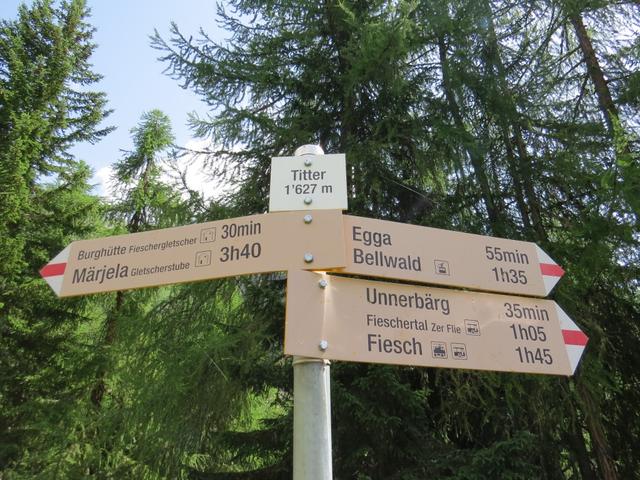 Titter
1'627 m
Burghütte Fieschergletscher 30min
Märjela Gletscherstube 3h40
Egga 55min
Bellwald 1h35
Unnerbärg 35min
Fieschertal Zer Flie 1h05
Fiesch 1h45